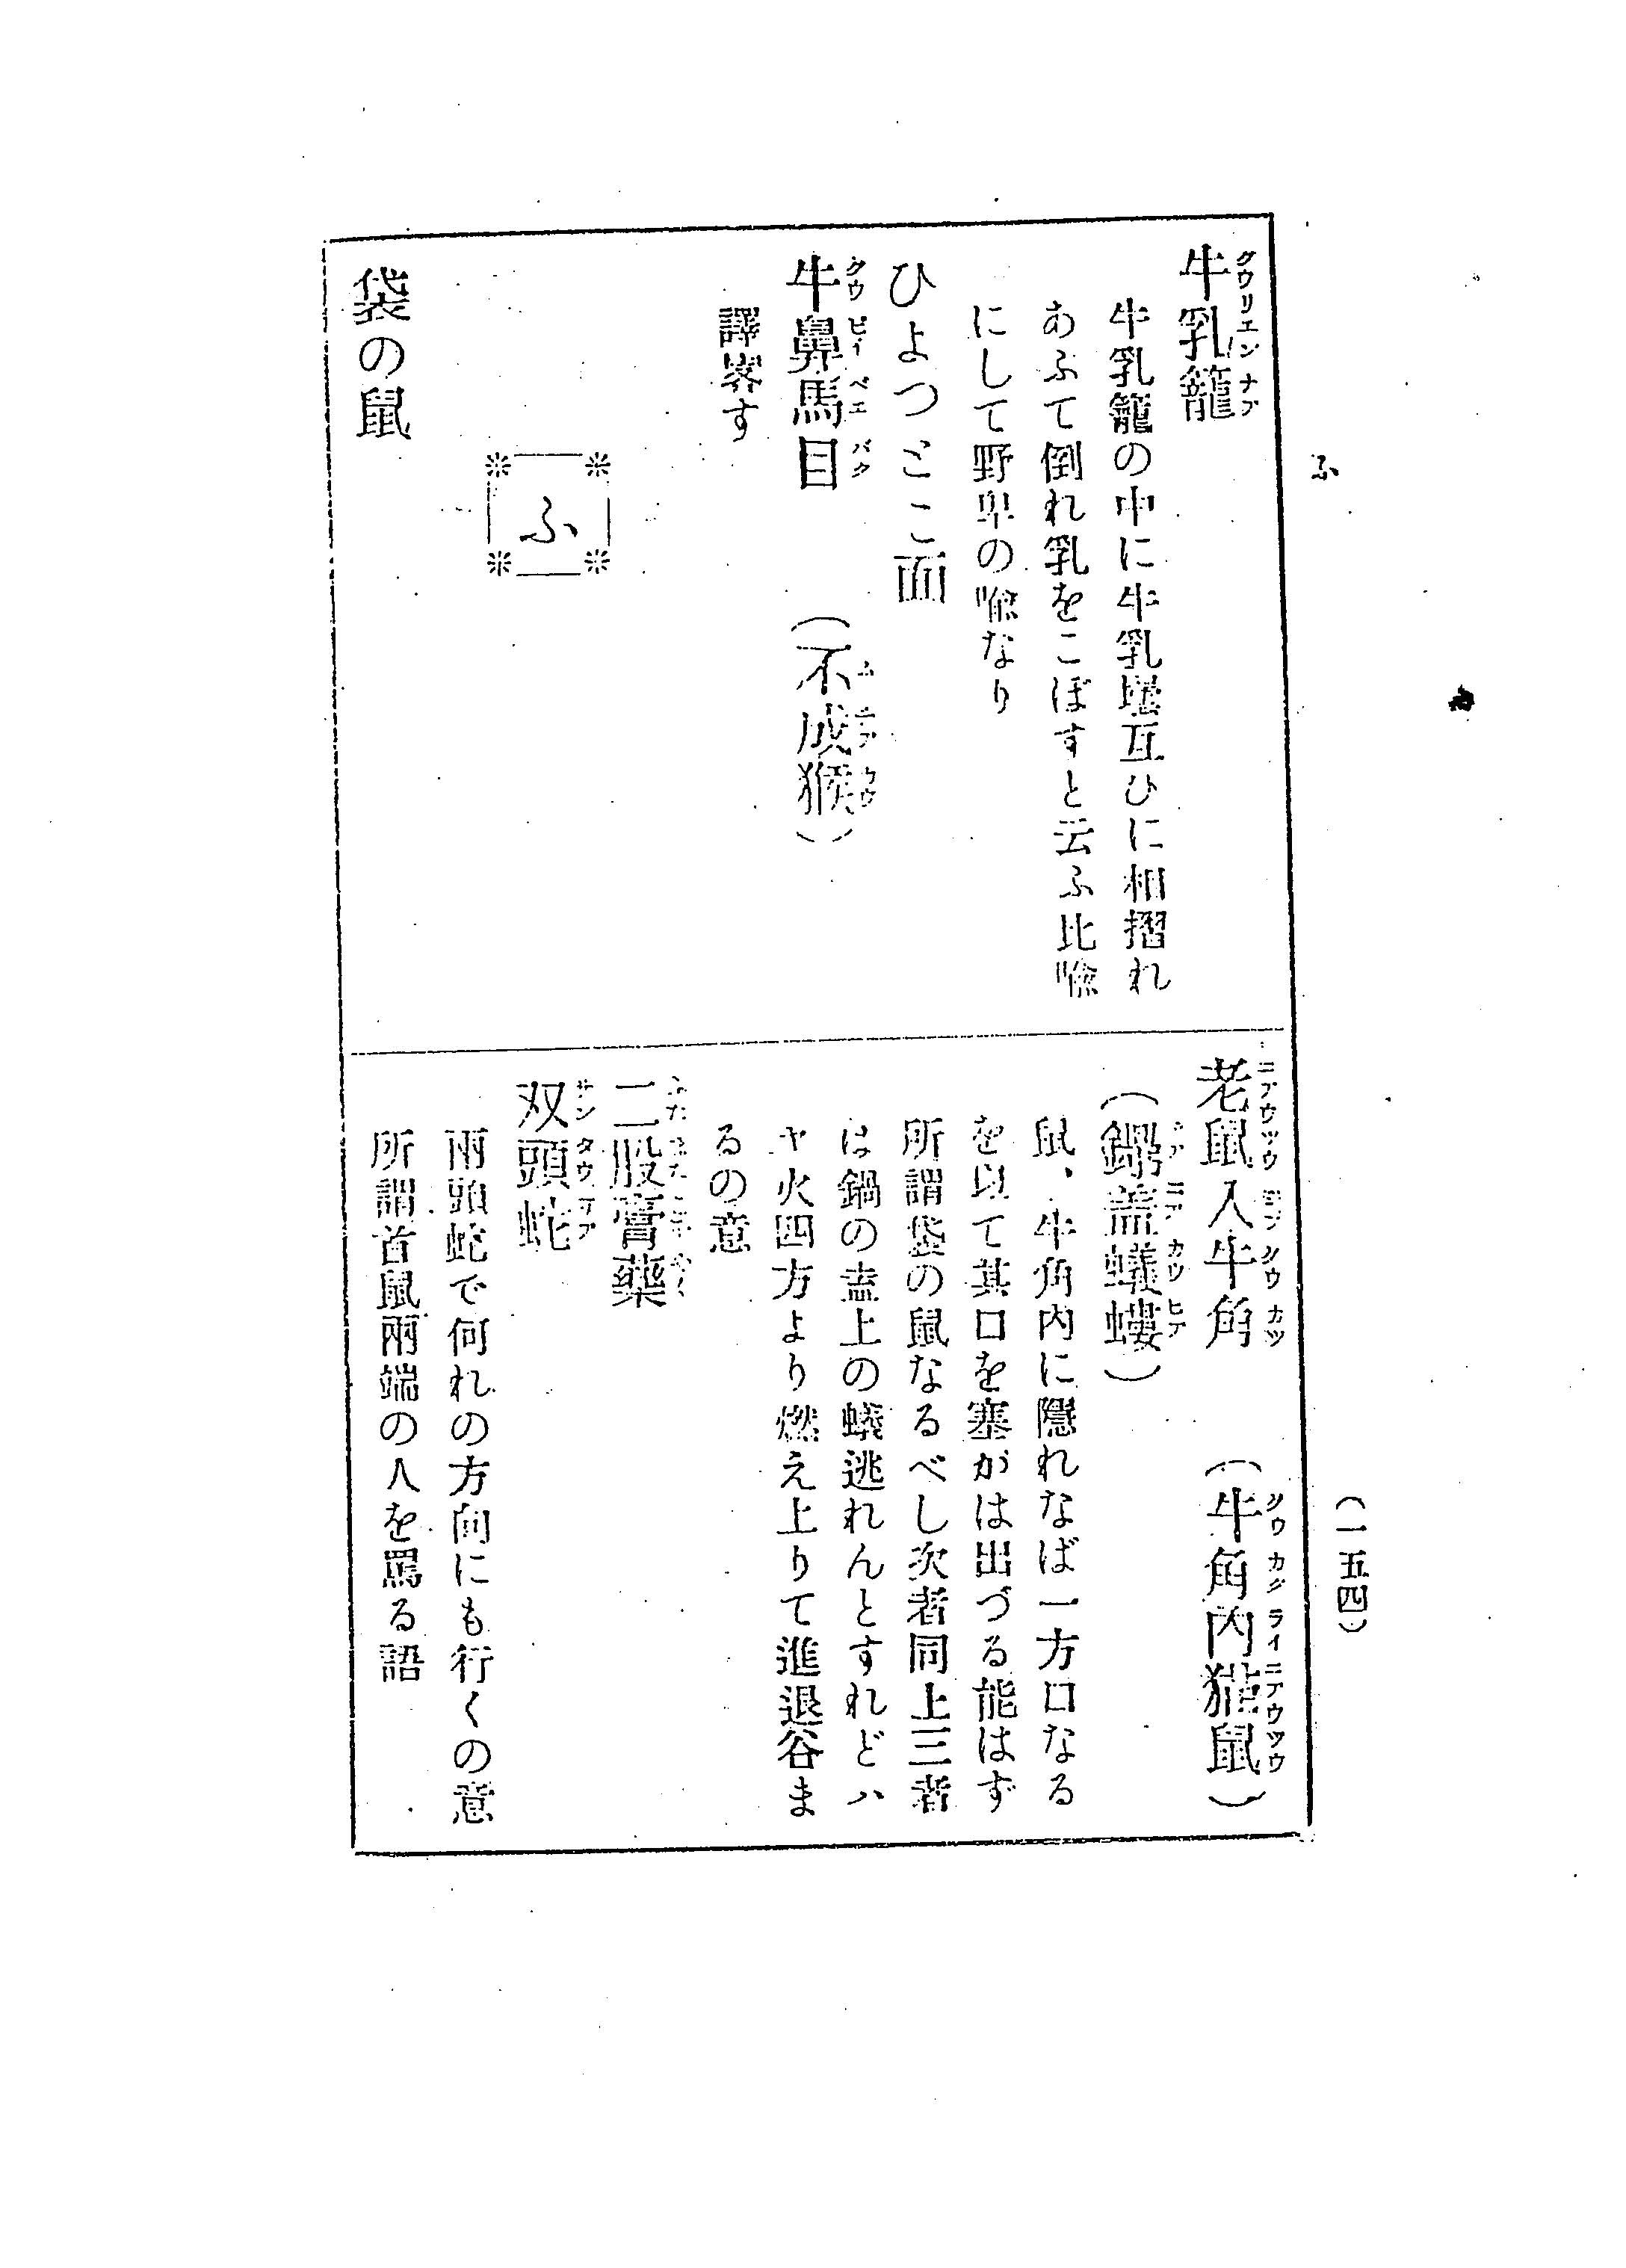 ふ
(一五四)
牛乳籠
牛乳籠の中に牛乳壜互ひに相摺れ
あふて倒れ乳をこぼすと云ふ比喩
にして野卑の喩なり
ひよつとこ面
牛鼻馬目 (不成猴)
譯畧す
ふ
袋の鼠
老鼠入牛角 (牛角內猫鼠)
(鍋盖蟻螻)
鼠、牛角內に隱れなば一方口なる
を以て其口を塞がは出づる能はず
所謂袋の鼠なるべし次者同上三者
は鍋の盖上の蟻逃れんとすれどハ
ヤ火四方より燃え上りて進退谷ま
るの意
二股膏藥
双頭蛇
兩頭蛇で何れの方向にも行くの意
所謂首鼠兩端の人を罵る語